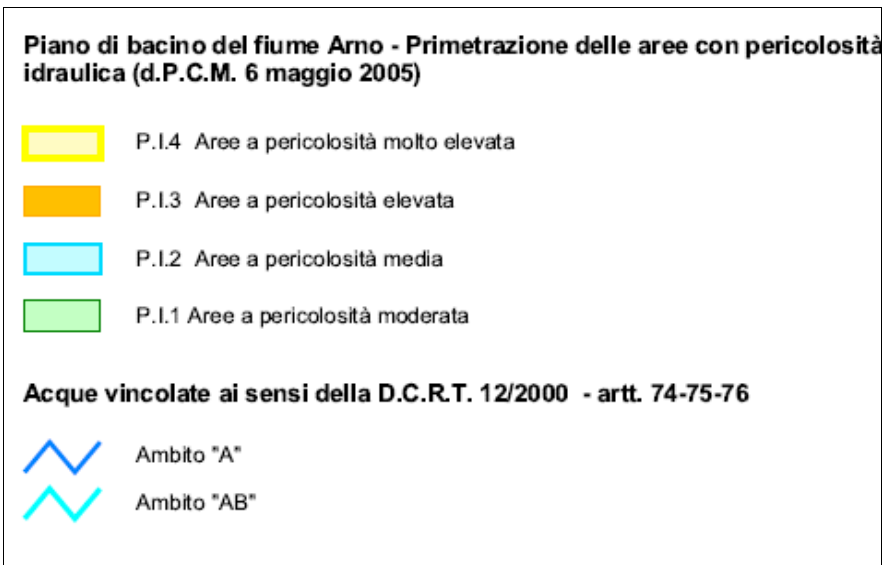 Piano di bacino del fiume Arno - Primetrazione delle aree con pericolosità
idraulica (d.P.C.M. 6 maggio 2005)
P.I.4 Aree a pericolosità molto elevata
P.I.3 Aree a pericolosità elevata
P.I.2 Aree a pericolosità media
P.I.1 Aree a pericolosità moderata
Acque vincolate ai sensi della D.C.R.T. 12/2000 - artt. 74-75-76
Ambito "A"
Ambito "AB"